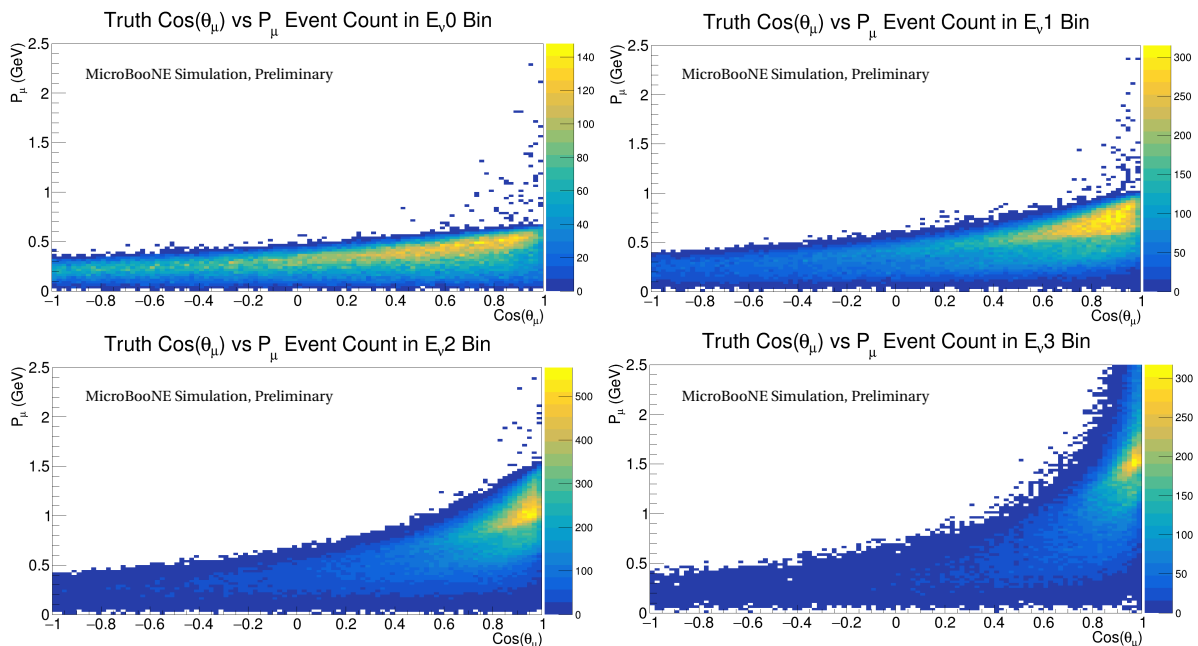 Truth Cos(θμ) vs Pμ Event Count in Eν0 Bin
Pμ (GeV)
MicroBooNE Simulation, Preliminary
2.5
2
1.5
1
0.5
0
−1 −0.8 −0.6 −0.4 −0.2 0 0.2 0.4 0.6 0.8 1
Cos(θμ)
140
120
100
80
60
40
20
0
Truth Cos(θμ) vs Pμ Event Count in Eν1 Bin
Pμ (GeV)
MicroBooNE Simulation, Preliminary
2.5
2
1.5
1
0.5
0
−1 −0.8 −0.6 −0.4 −0.2 0 0.2 0.4 0.6 0.8 1
Cos(θμ)
300
250
200
150
100
50
0
Truth Cos(θμ) vs Pμ Event Count in Eν2 Bin
Pμ (GeV)
MicroBooNE Simulation, Preliminary
2.5
2
1.5
1
0.5
0
−1 −0.8 −0.6 −0.4 −0.2 0 0.2 0.4 0.6 0.8 1
Cos(θμ)
500
400
300
200
100
0
Truth Cos(θμ) vs Pμ Event Count in Eν3 Bin
Pμ (GeV)
MicroBooNE Simulation, Preliminary
2.5
2
1.5
1
0.5
0
−1 −0.8 −0.6 −0.4 −0.2 0 0.2 0.4 0.6 0.8 1
Cos(θμ)
300
250
200
150
100
50
0